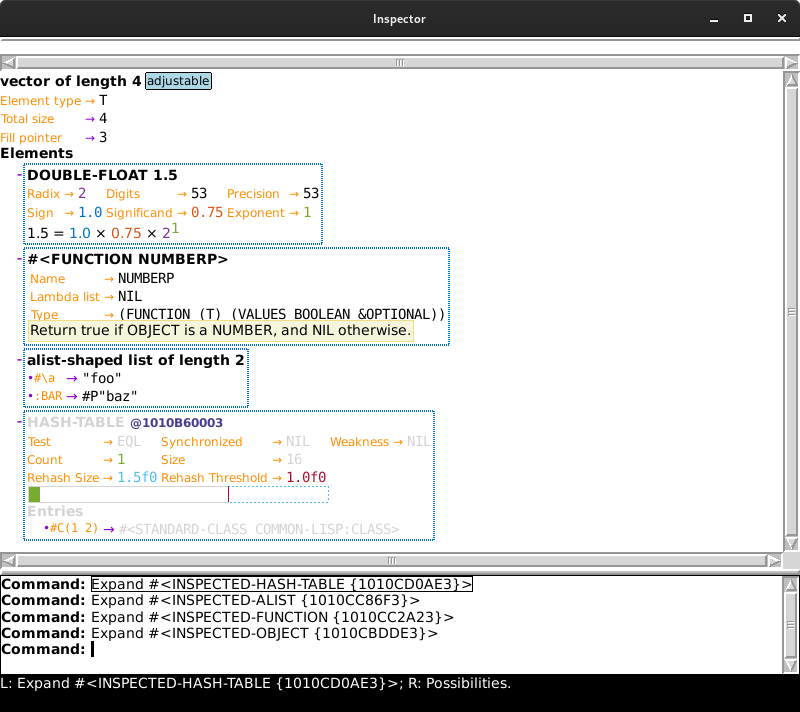 Inspector
vector of length 4 adjustable
Element type → T
Total size → 4
Fill pointer → 3
Elements
- DOUBLE-FLOAT 1.5
Radix → 2 Digits → 53 Precision → 53
Sign → 1.0 Significand → 0.75 Exponent → 1
1.5 = 1.0 × 0.75 × 2¹
- #<FUNCTION NUMBERP>
Name → NUMBERP
Lambda list → NIL
Type → (FUNCTION (T) (VALUES BOOLEAN &OPTIONAL))
Return true if OBJECT is a NUMBER, and NIL otherwise.
- alist-shaped list of length 2
•#\a → "foo"
•:BAR → #P"baz"
- HASH-TABLE @1010B60003
Test → EQL Synchronized → NIL Weakness → NIL
Count → 1 Size → 16
Rehash Size → 1.5f0 Rehash Threshold → 1.0f0
Entries
•#C(1 2) → #<STANDARD-CLASS COMMON-LISP:CLASS>
Command: Expand #<INSPECTED-HASH-TABLE {1010CD0AE3}>
Command: Expand #<INSPECTED-ALIST {1010CC86F3}>
Command: Expand #<INSPECTED-FUNCTION {1010CC2A23}>
Command: Expand #<INSPECTED-OBJECT {1010CBDDE3}>
Command:
L: Expand #<INSPECTED-HASH-TABLE {1010CD0AE3}>; R: Possibilities.